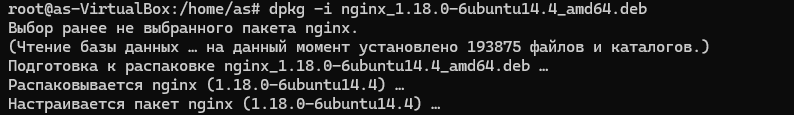 root@as-VirtualBox:/home/as# dpkg -i nginx_1.18.0-6ubuntu14.4_amd64.deb
Выбор ранее не выбранного пакета nginx.
(Чтение базы данных … на данный момент установлено 193875 файлов и каталогов.)
Подготовка к распаковке nginx_1.18.0-6ubuntu14.4_amd64.deb …
Распаковывается nginx (1.18.0-6ubuntu14.4) …
Настраивается пакет nginx (1.18.0-6ubuntu14.4) …